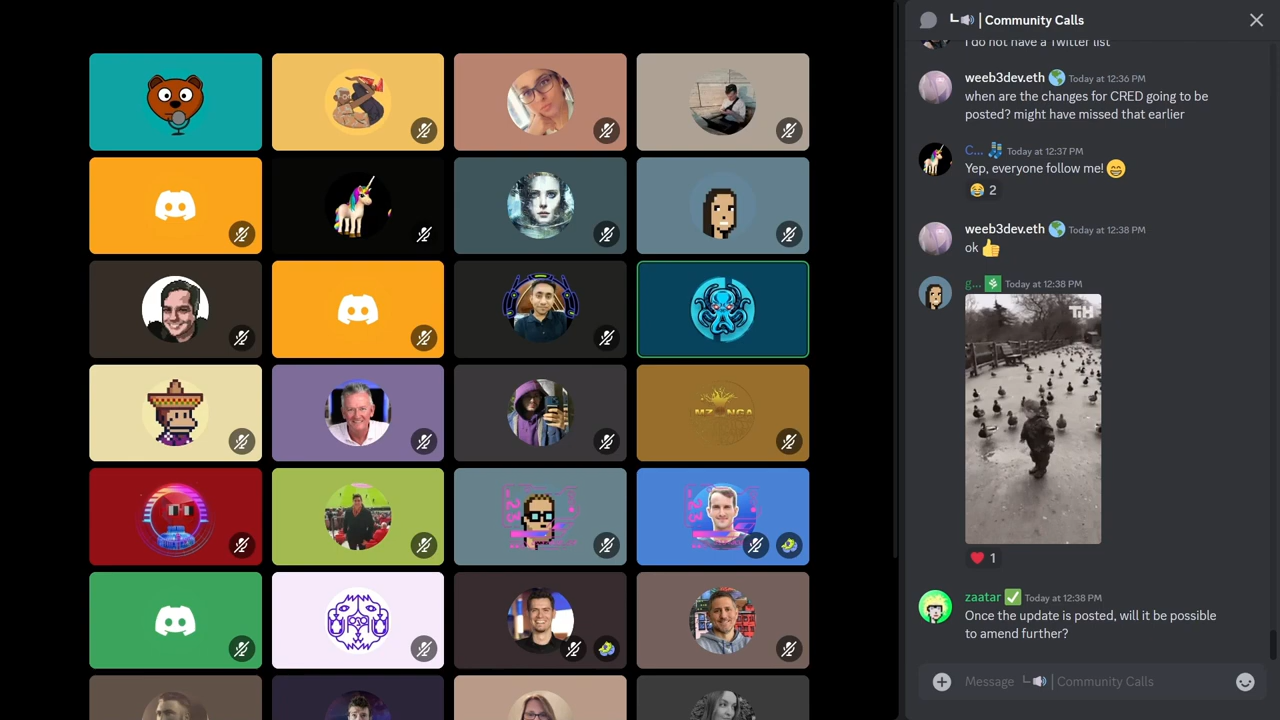 └🔊 | Community Calls
I do not have a Twitter list
weeb3dev.eth Today at 12:36 PM
when are the changes for CRED going to be
posted? might have missed that earlier
C... Today at 12:37 PM
Yep, everyone follow me! 😁
😂 2
weeb3dev.eth Today at 12:38 PM
ok 👍
g... Today at 12:38 PM
TiH
❤️ 1
zaatar ✅ Today at 12:38 PM
Once the update is posted, will it be possible
to amend further?
Message └🔊 | Community Calls